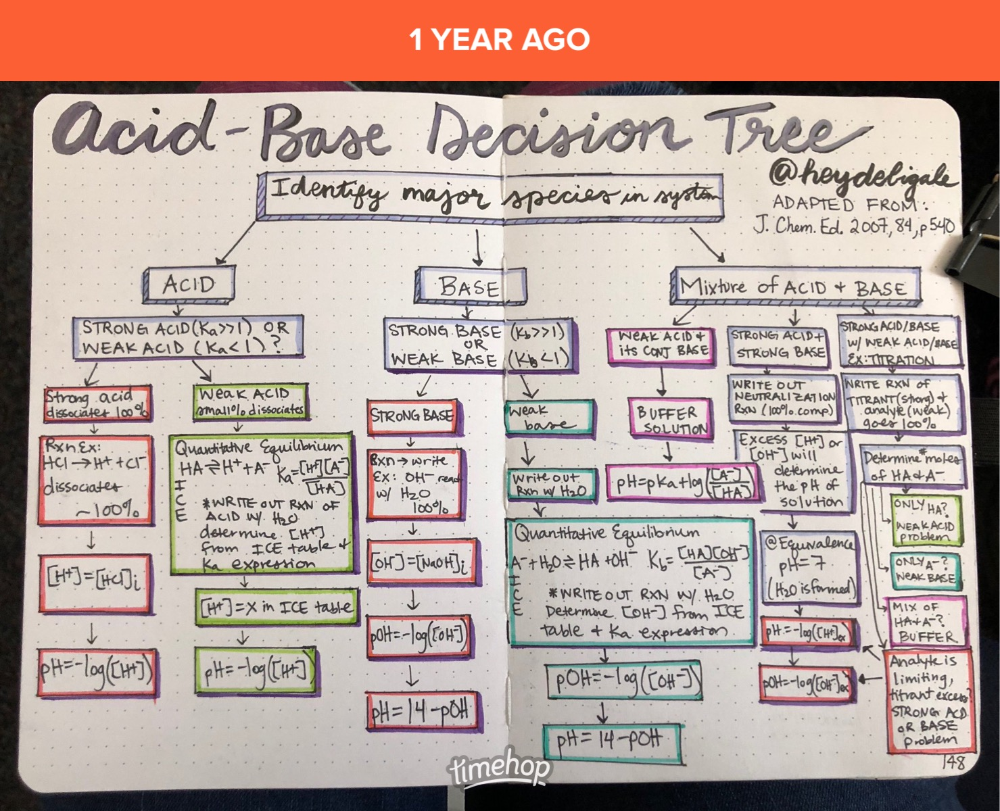 1 YEAR AGO
Acid-Base Decision Tree
@heydebigale
ADAPTED FROM:
J. Chem. Ed. 2007, 84, p540
Identify major species in system
ACID
STRONG ACID (Ka>>1) OR
WEAK ACID (Ka<1)?
Strong acid
dissociates 100%
Rxn Ex:
HCl → H+ + Cl-
dissociates
~100%
[H+]=[HCl]i
pH=-log([H+])
Weak ACID
small% dissociates
Quantitative Equilibrium
HA⇌H+ + A- Ka=[H+][A-]
[HA]
I
C
E
*WRITE OUT RXN OF
ACID W/ H2O
determine [H+]
from ICE table +
Ka expression
[H+]=X in ICE table
pH=-log([H+])
BASE
STRONG BASE (Kb>>1)
OR
WEAK BASE (Kb<1)
STRONG BASE
Rxn → write
Ex: OH- react
w/ H2O
100%
[OH-]=[NaOH]i
pOH=-log([OH-])
pH=14-pOH
Weak
base
Write out
Rxn w/ H2O
Quantitative Equilibrium
A- + H2O ⇌ HA + OH- Kb=[HA][OH-]
[A-]
I
C
E
*WRITE OUT RXN W/ H2O
Determine [OH-] from ICE
table + Ka expression
pOH=-log([OH-])
pH=14-pOH
Mixture of ACID + BASE
WEAK ACID +
its CONJ BASE
BUFFER
SOLUTION
pH=pKa+log([A-]
[HA])
STRONG ACID+
STRONG BASE
WRITE OUT
NEUTRALIZATION
RXN (100% comp)
EXCESS [H+] or
[OH-] will
determine
the pH of
solution
@Equivalence
pH=7
(H2O is formed)
pH=-log([H+]ex
pOH=-log([OH-]ex
STRONG ACID/BASE
W/ WEAK ACID/BASE
EX: TITRATION
WRITE RXN OF
TITRANT (strong) +
analyte (weak)
goes 100%
Determine # moles
of HA + A-
ONLY HA?
WEAK ACID
problem
ONLY A-?
WEAK BASE
MIX OF
HA + A-?
BUFFER
Analyte is
limiting,
titrant excess?
STRONG ACD
OR BASE
problem
148
timehop